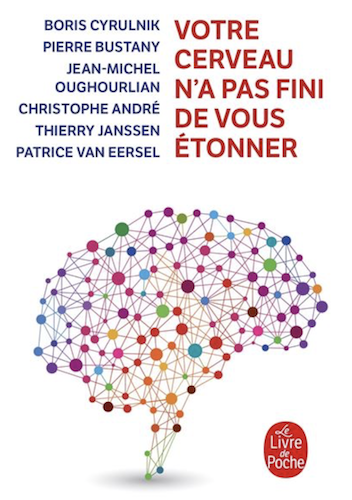 BORIS CYRULNIK
PIERRE BUSTANY
JEAN-MICHEL
OUGHOURLIAN
CHRISTOPHE ANDRÉ
THIERRY JANSSEN
PATRICE VAN EERSEL
VOTRE
CERVEAU
N'A PAS FINI
DE VOUS
ÉTONNER
Le
Livre
de
Poche